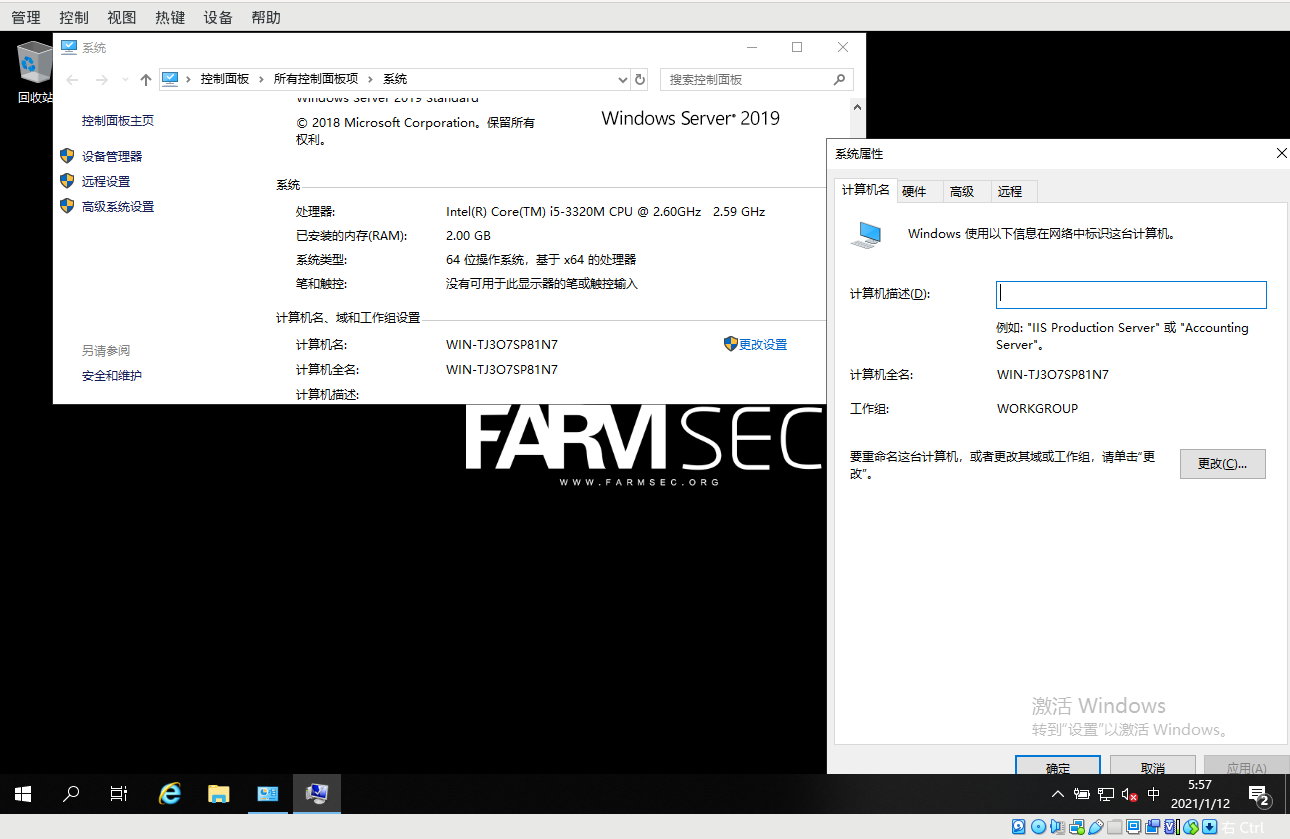 管理 控制 视图 热键 设备 帮助
回收站
系统
控制面板 所有控制面板项 系统
搜索控制面板
控制面板主页
设备管理器
远程设置
高级系统设置
另请参阅
安全和维护
Windows Server 2019 Standard
© 2018 Microsoft Corporation。保留所有
权利。
Windows Server® 2019
系统
处理器: Intel(R) Core(TM) i5-3320M CPU @ 2.60GHz 2.59 GHz
已安装的内存(RAM): 2.00 GB
系统类型: 64 位操作系统，基于 x64 的处理器
笔和触控: 没有可用于此显示器的笔或触控输入
计算机名、域和工作组设置
计算机名: WIN-TJ3O7SP81N7 更改设置
计算机全名: WIN-TJ3O7SP81N7
计算机描述:
FARMSEC
WWW.FARMSEC.ORG
系统属性
计算机名 硬件 高级 远程
Windows 使用以下信息在网络中标识这台计算机。
计算机描述(D):
例如: "IIS Production Server" 或 "Accounting
Server"。
计算机全名: WIN-TJ3O7SP81N7
工作组: WORKGROUP
要重命名这台计算机，或者更改其域或工作组，请单击“更
改”。
更改(C)...
激活 Windows
转到“设置”以激活 Windows。
确定 取消 应用(A)
中
5:57
2021/1/12
2
右 Ctrl